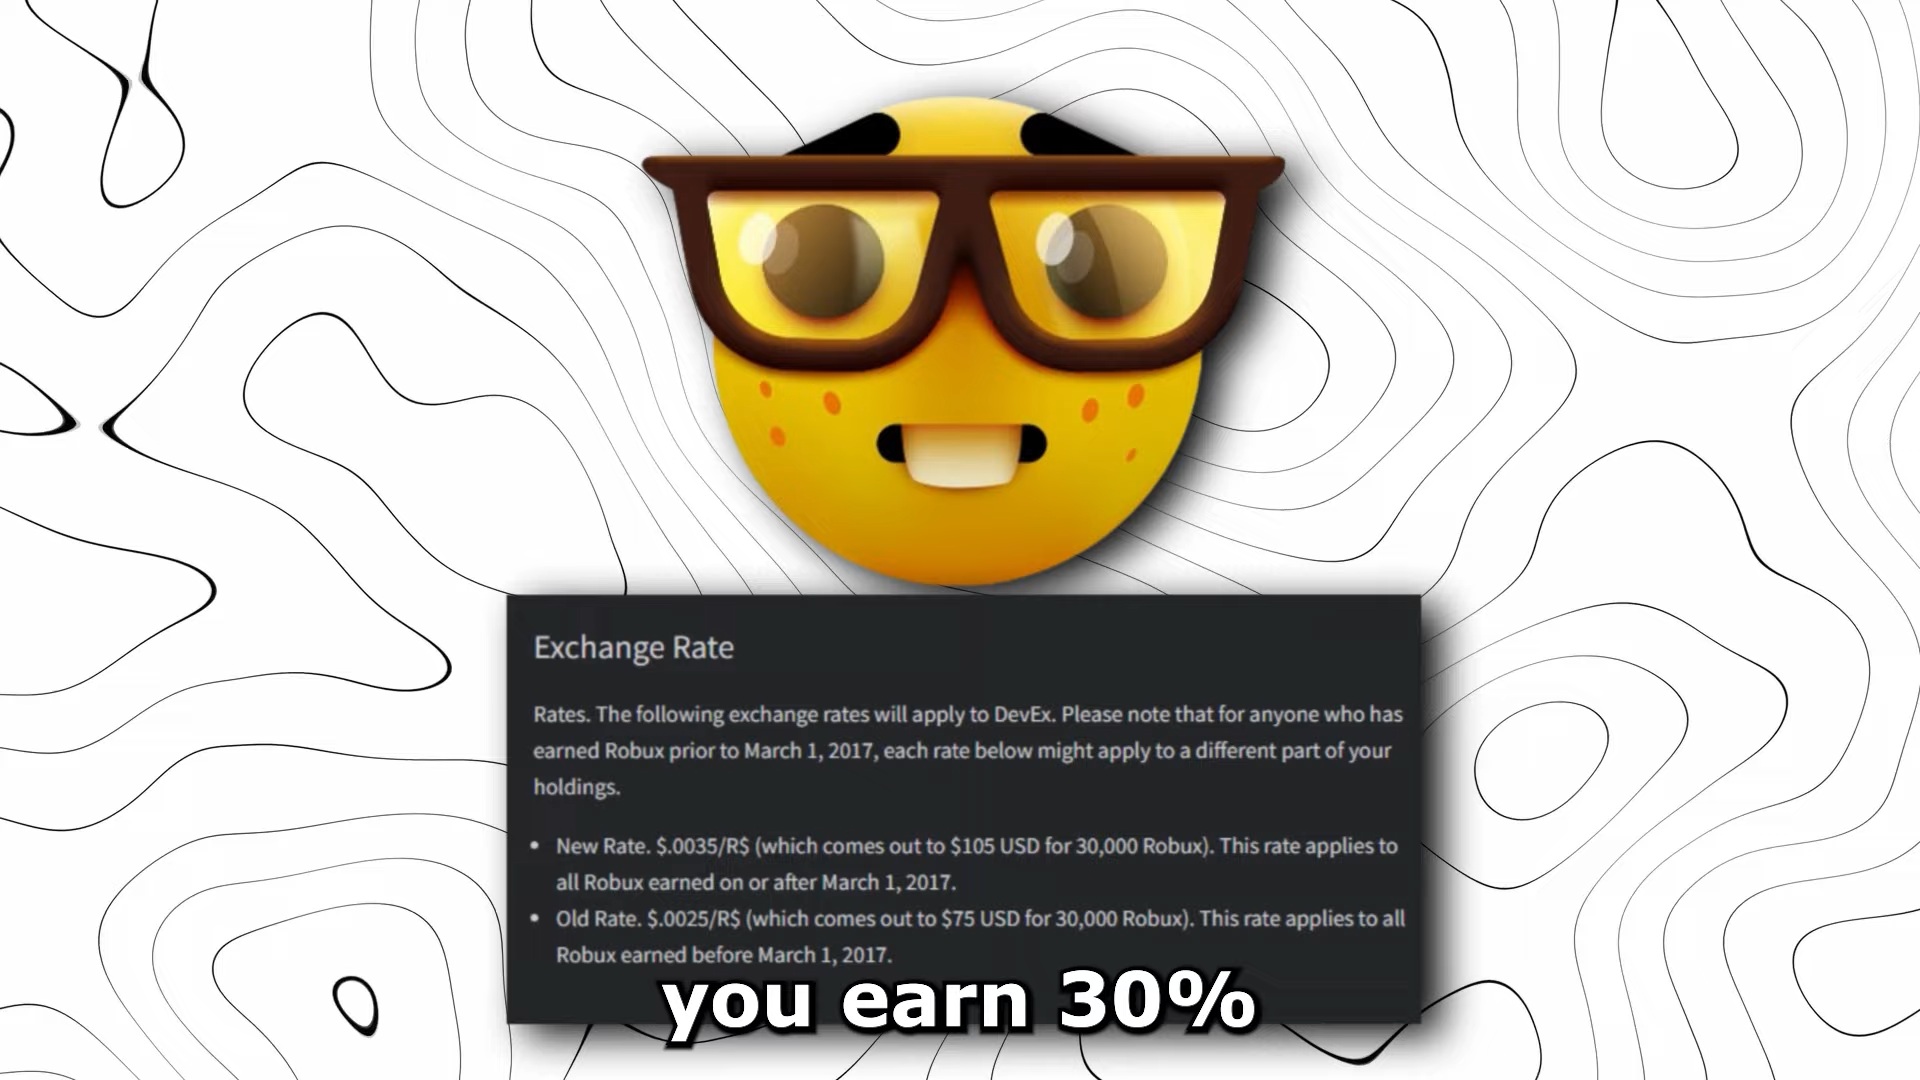 Exchange Rate
Rates. The following exchange rates will apply to DevEx. Please note that for anyone who has
earned Robux prior to March 1, 2017, each rate below might apply to a different part of your
holdings.
• New Rate. $.0035/R$ (which comes out to $105 USD for 30,000 Robux). This rate applies to
all Robux earned on or after March 1, 2017.
• Old Rate. $.0025/R$ (which comes out to $75 USD for 30,000 Robux). This rate applies to all
Robux earned before March 1, 2017.
you earn 30%